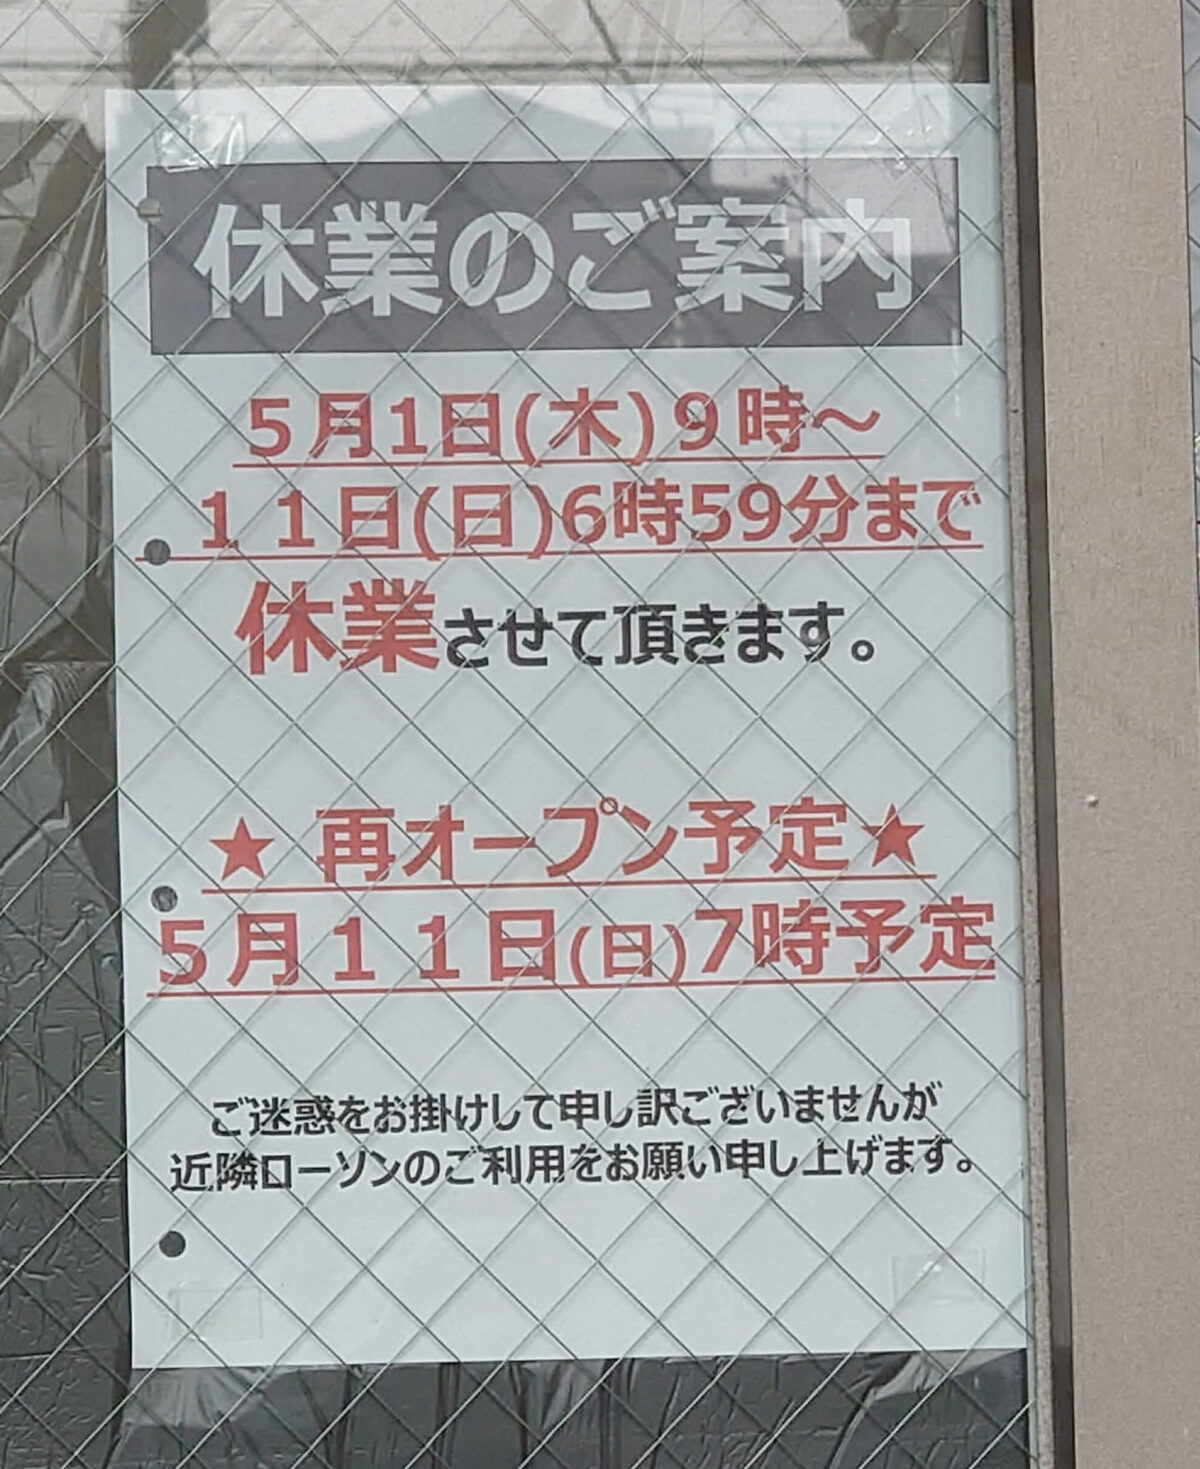 休業のご案内
5月1日(木)9時～
11日(日)6時59分まで
休業させて頂きます。
★ 再オープン予定★
5月11日(日)7時予定
ご迷惑をお掛けして申し訳ございませんが
近隣ローソンのご利用をお願い申し上げます。